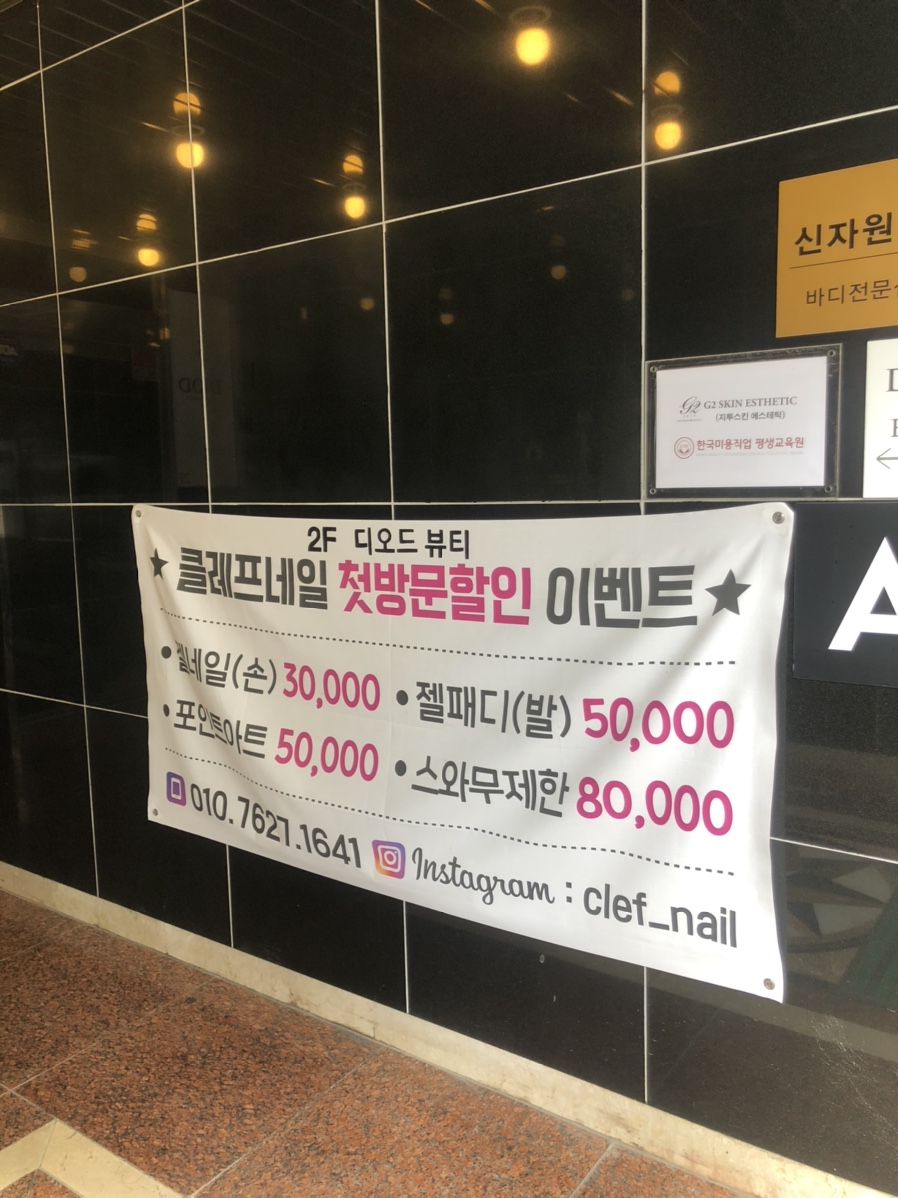 신자원
바디전문
G2 G2 SKIN ESTHETIC
(지투스킨 에스테틱)
한국미용직업 평생교육원
2F 디오드 뷰티
★클레프네일 첫방문할인 이벤트★
•젤네일(손) 30,000 •젤패디(발) 50,000
•포인트아트 50,000 •스와무제한 80,000
010.7627.1641 Instagram : clef_nail